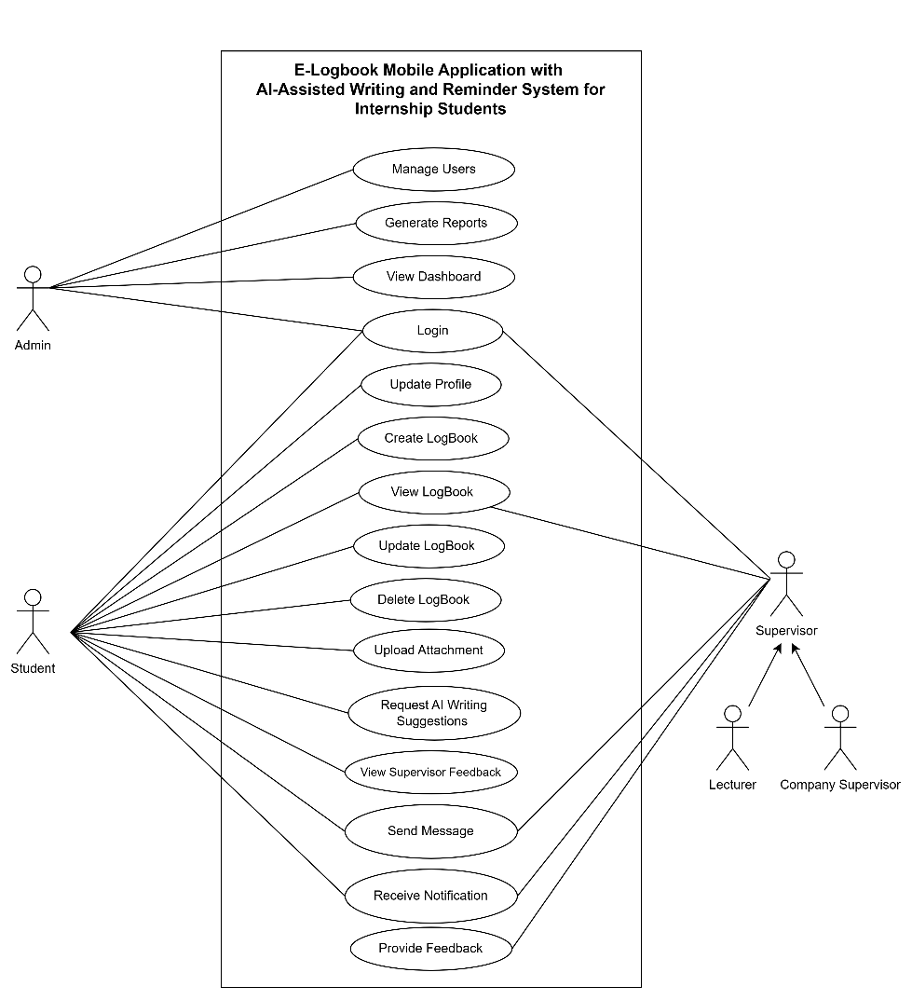 E-Logbook Mobile Application with
AI-Assisted Writing and Reminder System for
Internship Students
Manage Users
Generate Reports
View Dashboard
Login
Admin
Update Profile
Create LogBook
View LogBook
Update LogBook
Delete LogBook
Supervisor
Upload Attachment
Student
Request AI Writing
Suggestions
View Supervisor Feedback
Lecturer
Company Supervisor
Send Message
Receive Notification
Provide Feedback